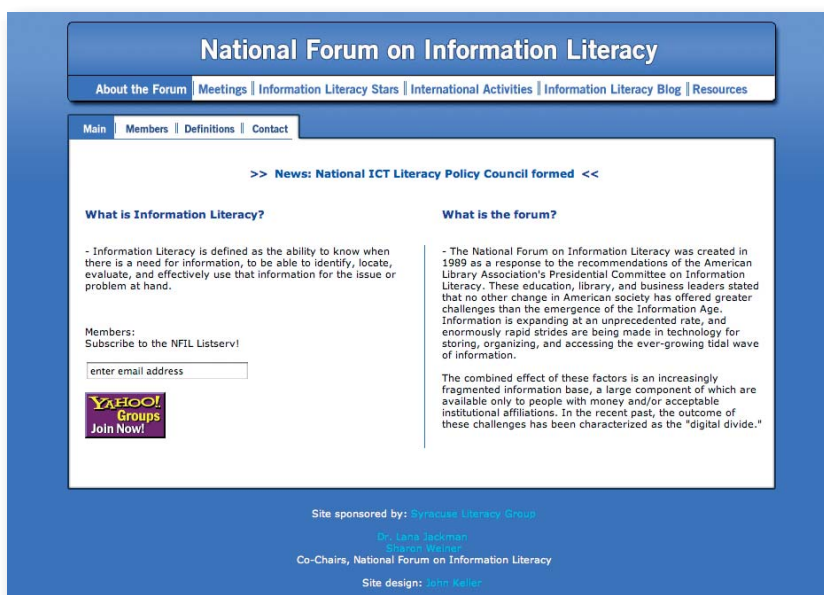 National Forum on Information Literacy
About the Forum Meetings Information Literacy Stars International Activities Information Literacy Blog Resources
Main Members Definitions Contact
>> News: National ICT Literacy Policy Council formed <<
What is Information Literacy?
- Information Literacy is defined as the ability to know when
there is a need for information, to be able to identify, locate,
evaluate, and effectively use that information for the issue or
problem at hand.
Members:
Subscribe to the NFIL Listserv!
enter email address
YAHOO!
Groups
Join Now!
What is the forum?
- The National Forum on Information Literacy was created in
1989 as a response to the recommendations of the American
Library Association's Presidential Committee on Information
Literacy. These education, library, and business leaders stated
that no other change in American society has offered greater
challenges than the emergence of the Information Age.
Information is expanding at an unprecedented rate, and
enormously rapid strides are being made in technology for
storing, organizing, and accessing the ever-growing tidal wave
of information.
The combined effect of these factors is an increasingly
fragmented information base, a large component of which are
available only to people with money and/or acceptable
institutional affiliations. In the recent past, the outcome of
these challenges has been characterized as the "digital divide."
Site sponsored by: Syracuse Literacy Group
Dr. Lana Jackman
Sharon Weiner
Co-Chairs, National Forum on Information Literacy
Site design: John Keller